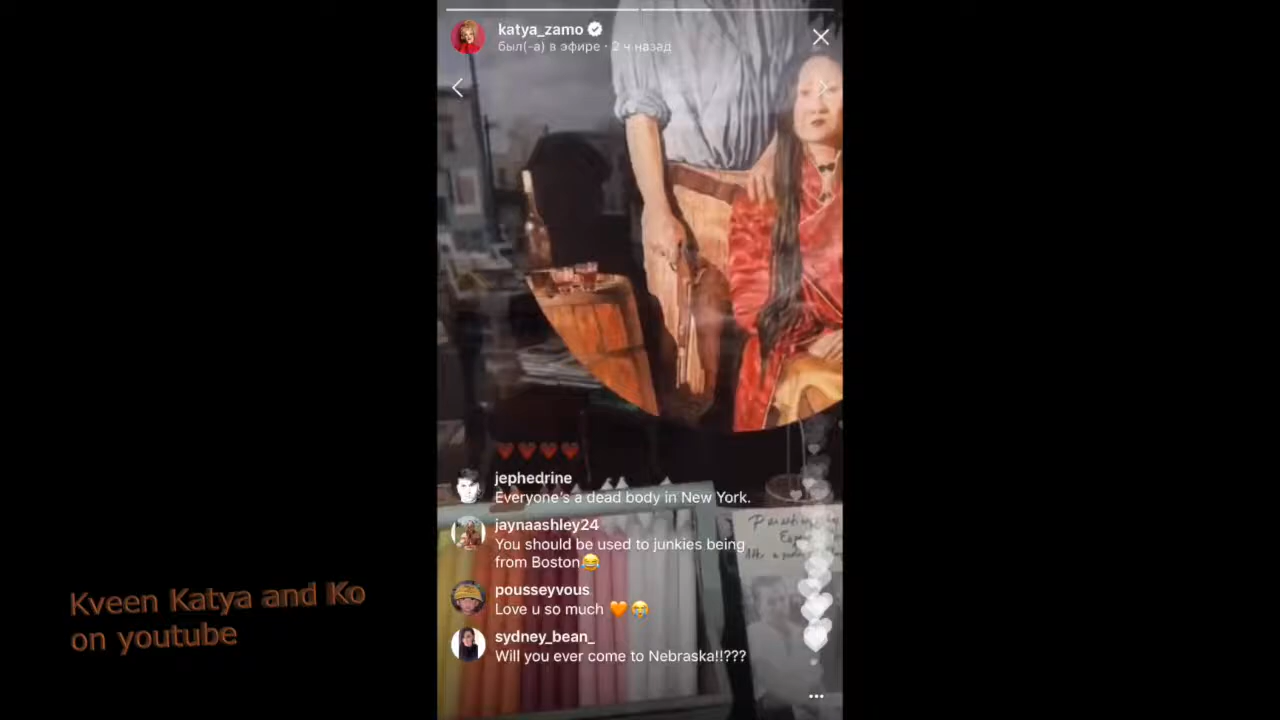 katya_zamo
был(-а) в эфире · 2 ч назад
jephedrine
Everyone's a dead body in New York.
jaynaashley24
You should be used to junkies being
from Boston😂
pousseyvous
Love u so much 🧡😭
sydney_bean_
Will you ever come to Nebraska!!???
Kveen Katya and Ko
on youtube